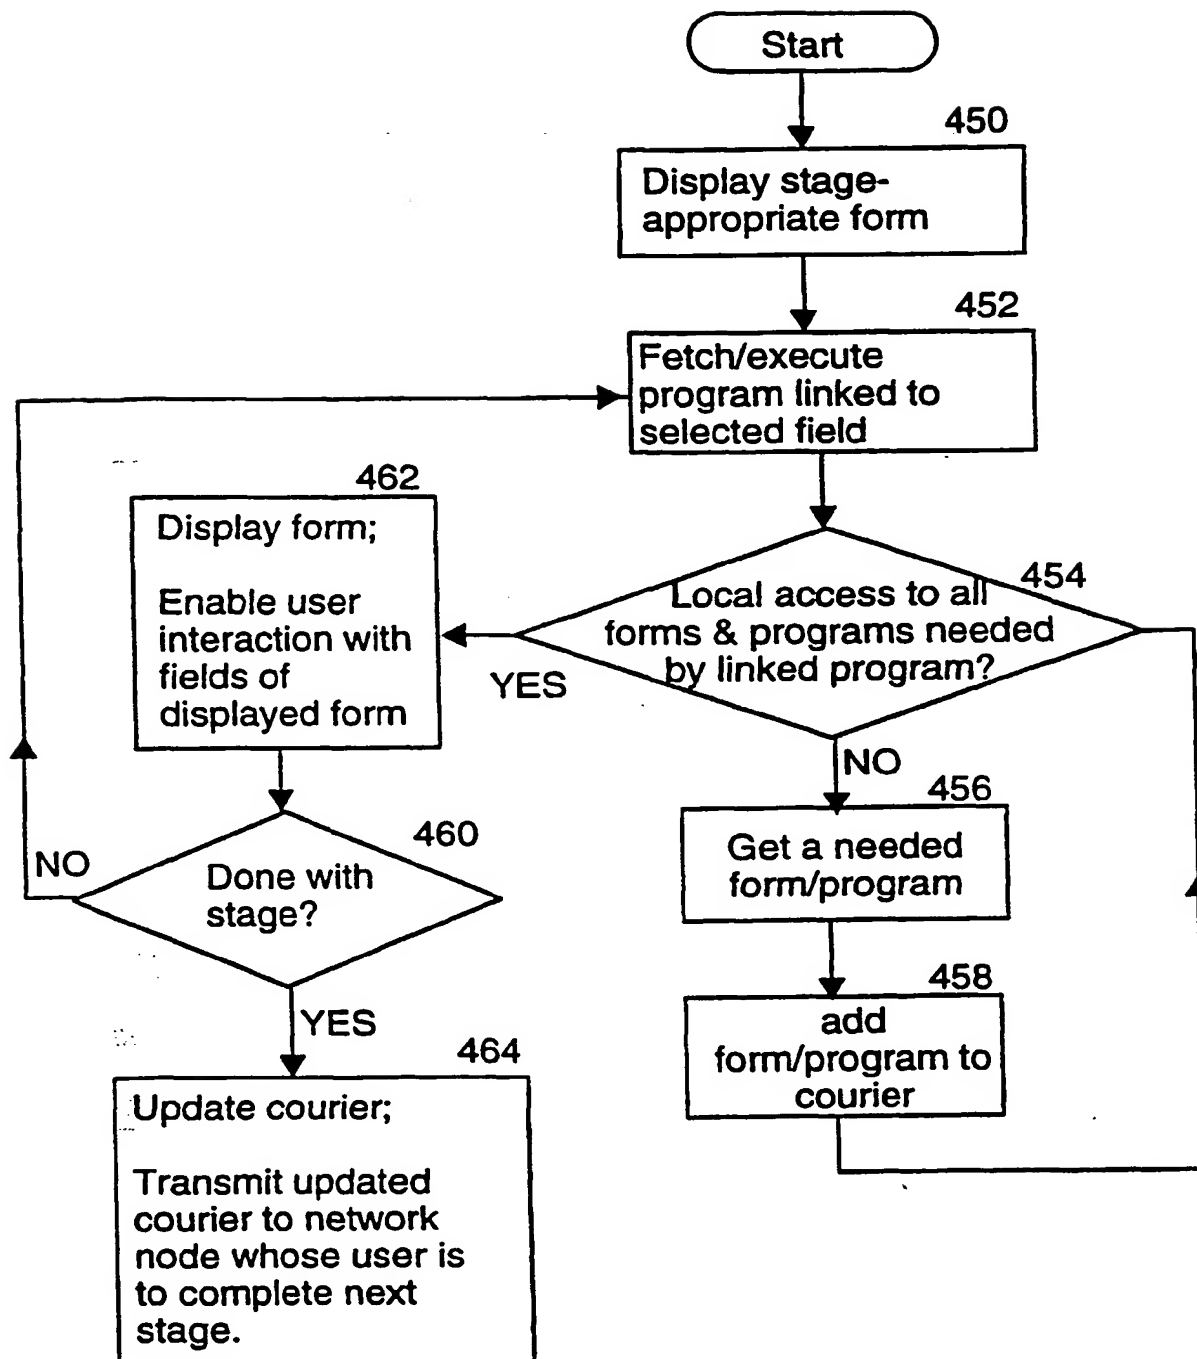 Start
450
Display stage-
appropriate form
452
Fetch/execute
program linked to
selected field
454
Local access to all
forms & programs needed
by linked program?
YES
NO
462
Display form;
Enable user
interaction with
fields of
displayed form
456
Get a needed
form/program
458
add
form/program to
courier
460
Done with
stage?
NO
YES
464
Update courier;
Transmit updated
courier to network
node whose user is
to complete next
stage.